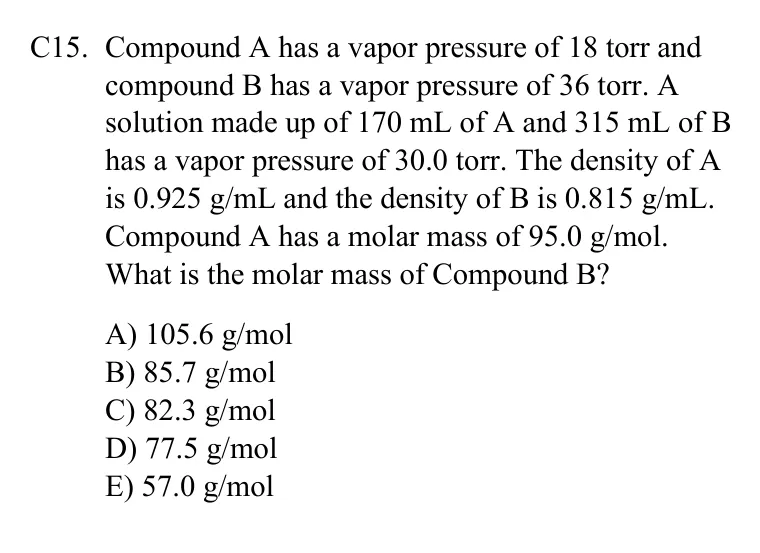 C15. Compound A has a vapor pressure of 18 torr and
compound B has a vapor pressure of 36 torr. A
solution made up of 170 mL of A and 315 mL of B
has a vapor pressure of 30.0 torr. The density of A
is 0.925 g/mL and the density of B is 0.815 g/mL.
Compound A has a molar mass of 95.0 g/mol.
What is the molar mass of Compound B?
A) 105.6 g/mol
B) 85.7 g/mol
C) 82.3 g/mol
D) 77.5 g/mol
E) 57.0 g/mol